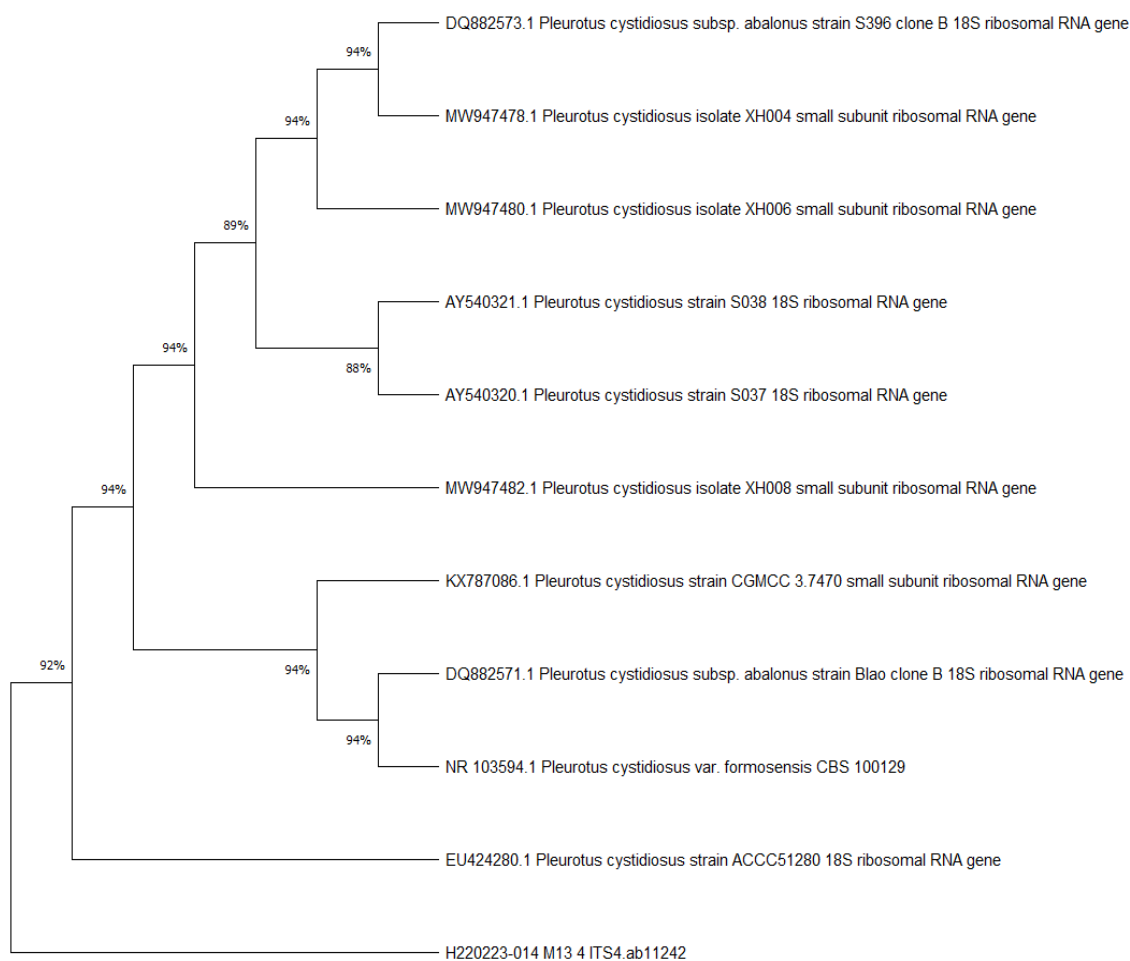 DQ882573.1 Pleurotus cystidiosus subsp. abalonus strain S396 clone B 18S ribosomal RNA gene
94%
MW947478.1 Pleurotus cystidiosus isolate XH004 small subunit ribosomal RNA gene
94%
MW947480.1 Pleurotus cystidiosus isolate XH006 small subunit ribosomal RNA gene
89%
AY540321.1 Pleurotus cystidiosus strain S038 18S ribosomal RNA gene
94%
88%
AY540320.1 Pleurotus cystidiosus strain S037 18S ribosomal RNA gene
94%
MW947482.1 Pleurotus cystidiosus isolate XH008 small subunit ribosomal RNA gene
KX787086.1 Pleurotus cystidiosus strain CGMCC 3.7470 small subunit ribosomal RNA gene
92%
94%
DQ882571.1 Pleurotus cystidiosus subsp. abalonus strain Blao clone B 18S ribosomal RNA gene
94%
NR 103594.1 Pleurotus cystidiosus var. formosensis CBS 100129
EU424280.1 Pleurotus cystidiosus strain ACCC51280 18S ribosomal RNA gene
H220223-014 M13 4 ITS4.ab11242